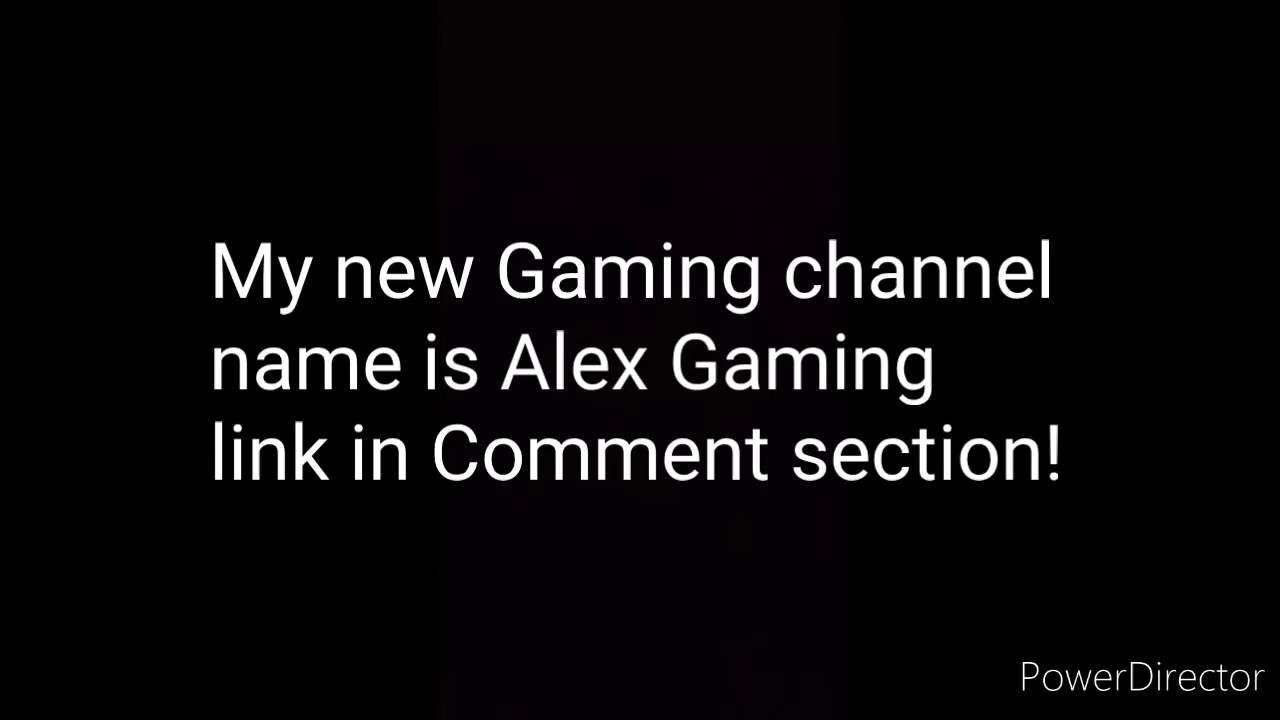 My new Gaming channel
name is Alex Gaming
link in Comment section!
PowerDirector